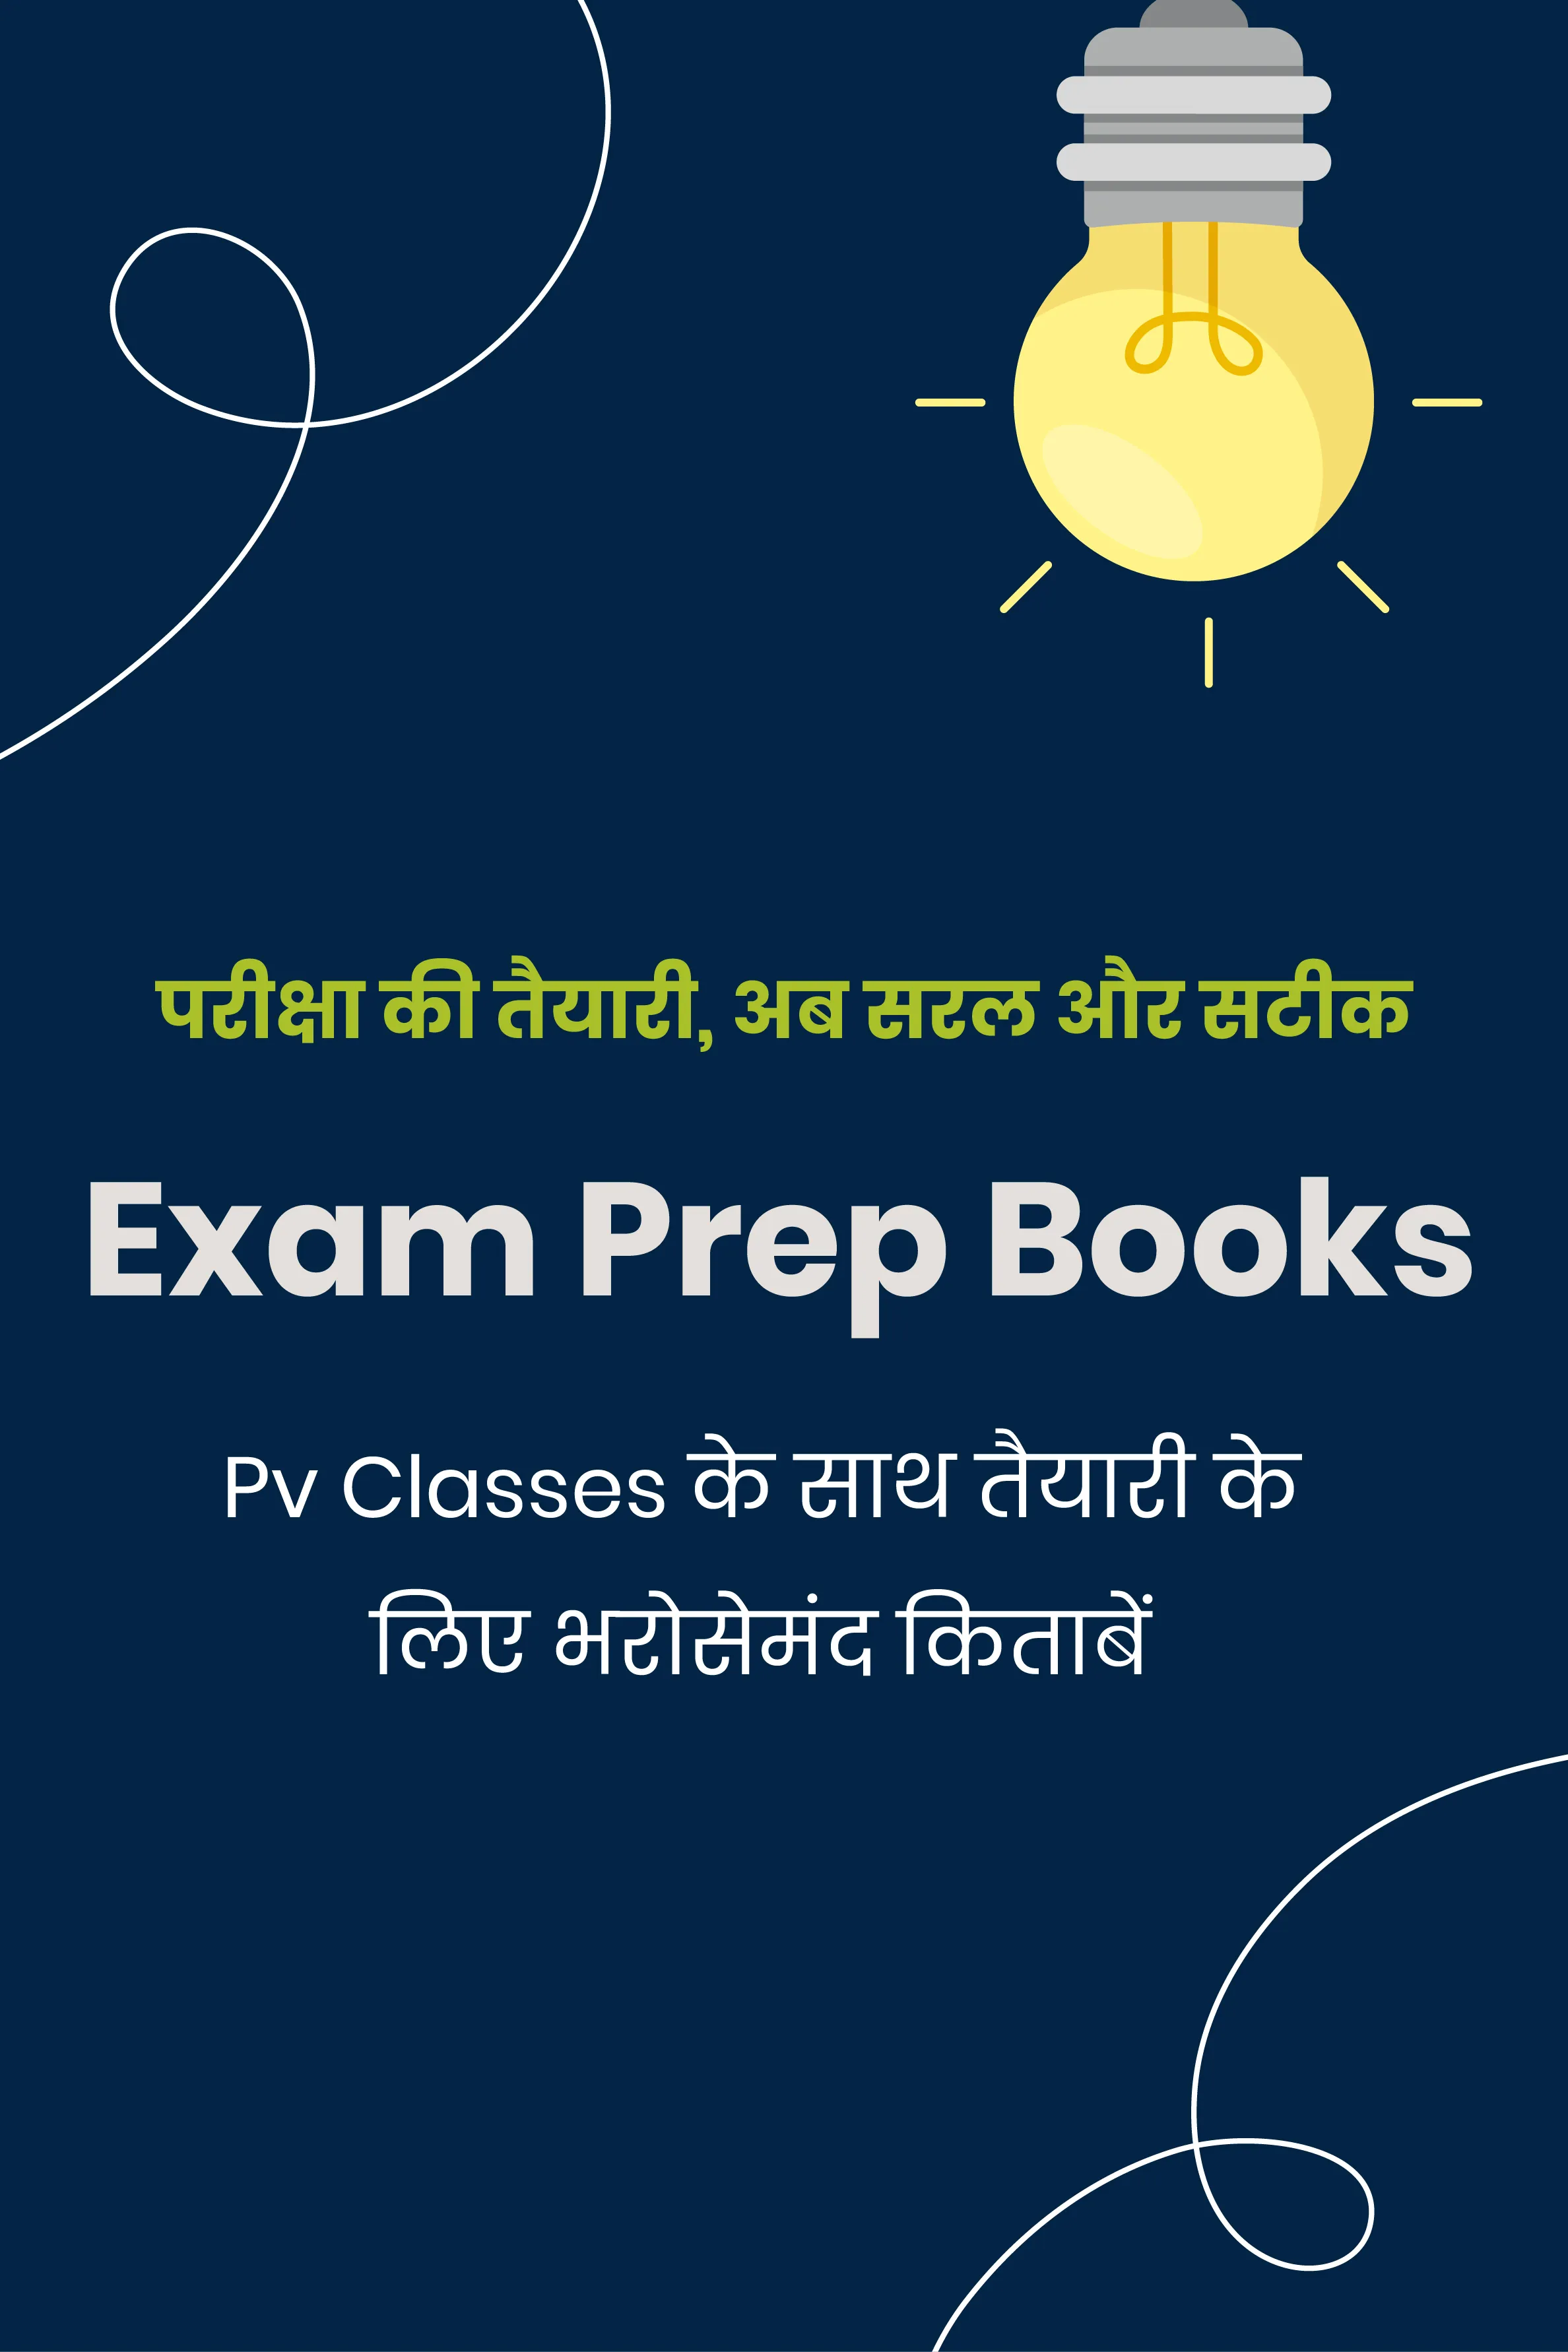 परीक्षा की तैयारी, अब सरल और सटीक
Exam Prep Books
Pv Classes के साथ तैयारी के
लिए भरोसेमंद किताबें